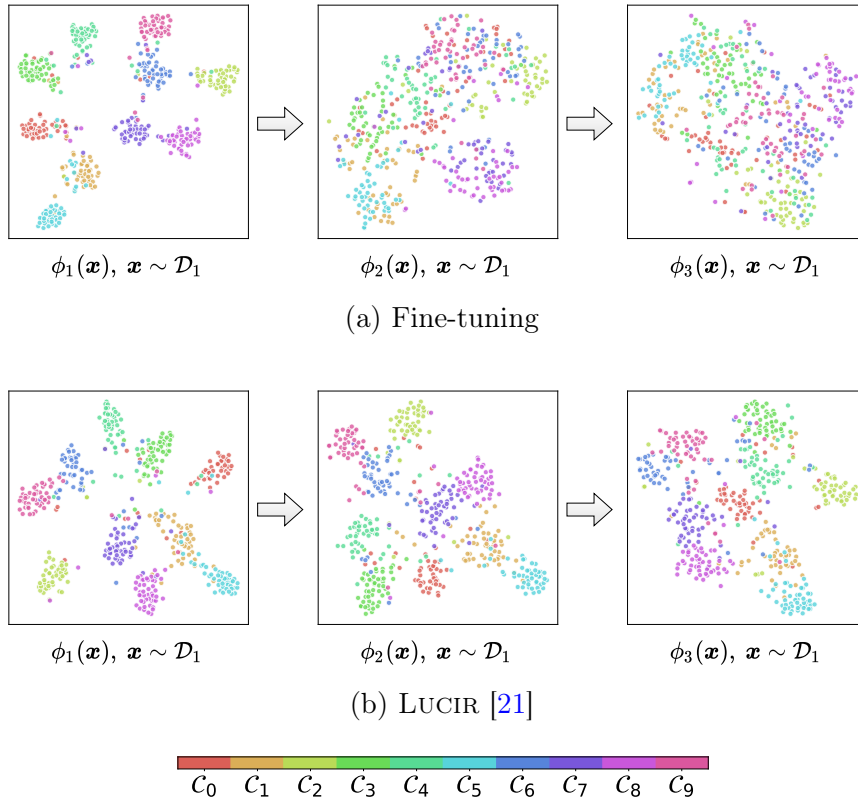 ϕ₁(𝒙), 𝒙 ∼ 𝒟₁ ϕ₂(𝒙), 𝒙 ∼ 𝒟₁ ϕ₃(𝒙), 𝒙 ∼ 𝒟₁
(a) Fine-tuning
ϕ₁(𝒙), 𝒙 ∼ 𝒟₁ ϕ₂(𝒙), 𝒙 ∼ 𝒟₁ ϕ₃(𝒙), 𝒙 ∼ 𝒟₁
(b) LUCIR [21]
𝒞₀ 𝒞₁ 𝒞₂ 𝒞₃ 𝒞₄ 𝒞₅ 𝒞₆ 𝒞₇ 𝒞₈ 𝒞₉